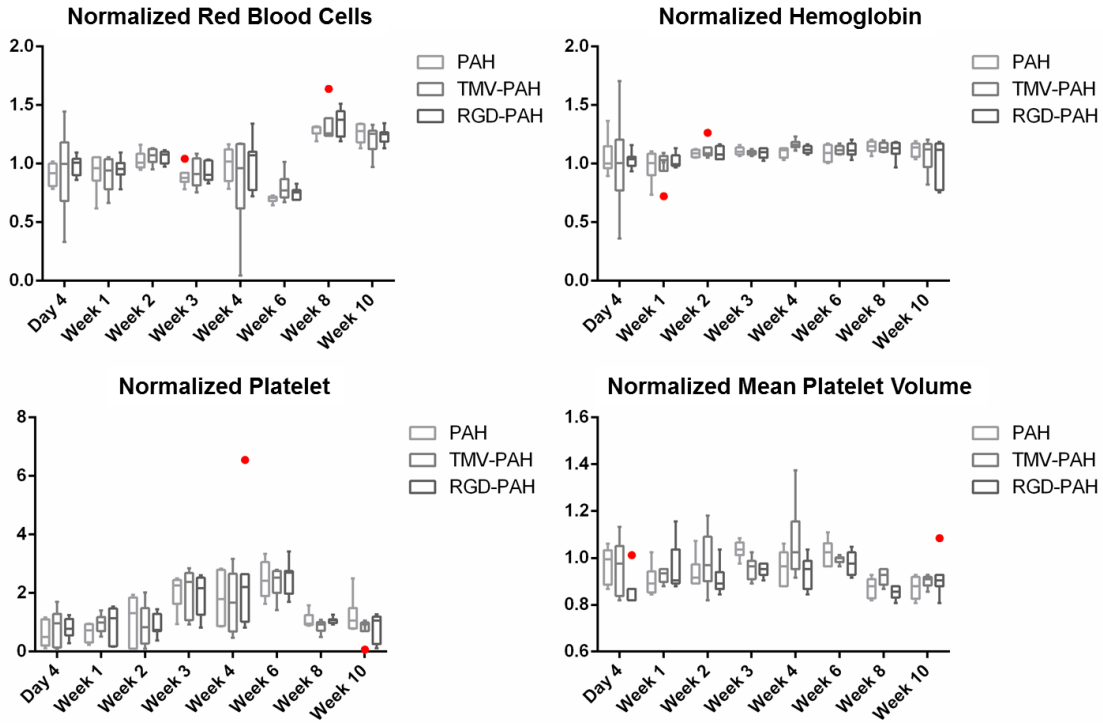 Normalized Red Blood Cells
2.0
1.5
1.0
0.5
0.0
PAH
TMV-PAH
RGD-PAH
Day 4
Week 1
Week 2
Week 3
Week 4
Week 6
Week 8
Week 10
Normalized Hemoglobin
2.0
1.5
1.0
0.5
0.0
PAH
TMV-PAH
RGD-PAH
Day 4
Week 1
Week 2
Week 3
Week 4
Week 6
Week 8
Week 10
Normalized Platelet
8
6
4
2
0
PAH
TMV-PAH
RGD-PAH
Day 4
Week 1
Week 2
Week 3
Week 4
Week 6
Week 8
Week 10
Normalized Mean Platelet Volume
1.6
1.4
1.2
1.0
0.8
0.6
PAH
TMV-PAH
RGD-PAH
Day 4
Week 1
Week 2
Week 3
Week 4
Week 6
Week 8
Week 10